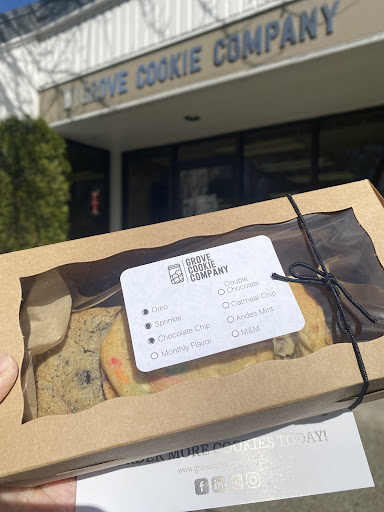 GROVE COOKIE COMPANY
GROVE
COOKIE
COMPANY
Oreo
Sprinkle
Chocolate Chip
Monthly Flavor
Double
Chocolate
Oatmeal Chip
Andes Mint
M&M
MORE COOKIES TODAY!